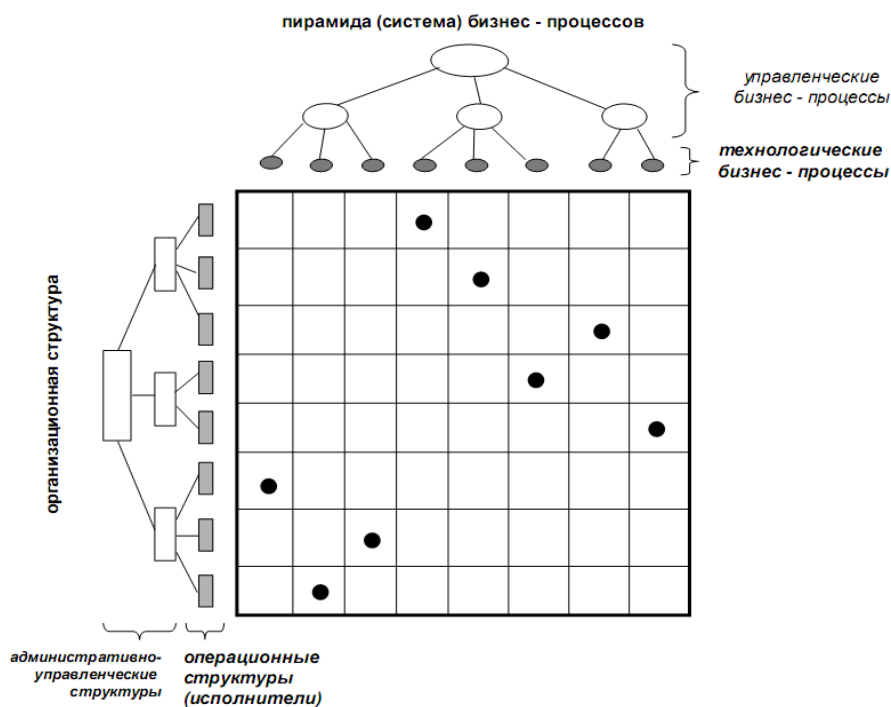 пирамида (система) бизнес - процессов
управленческие
бизнес - процессы
технологические
бизнес - процессы
организационная структура
административно-
управленческие
структуры
операционные
структуры
(исполнители)